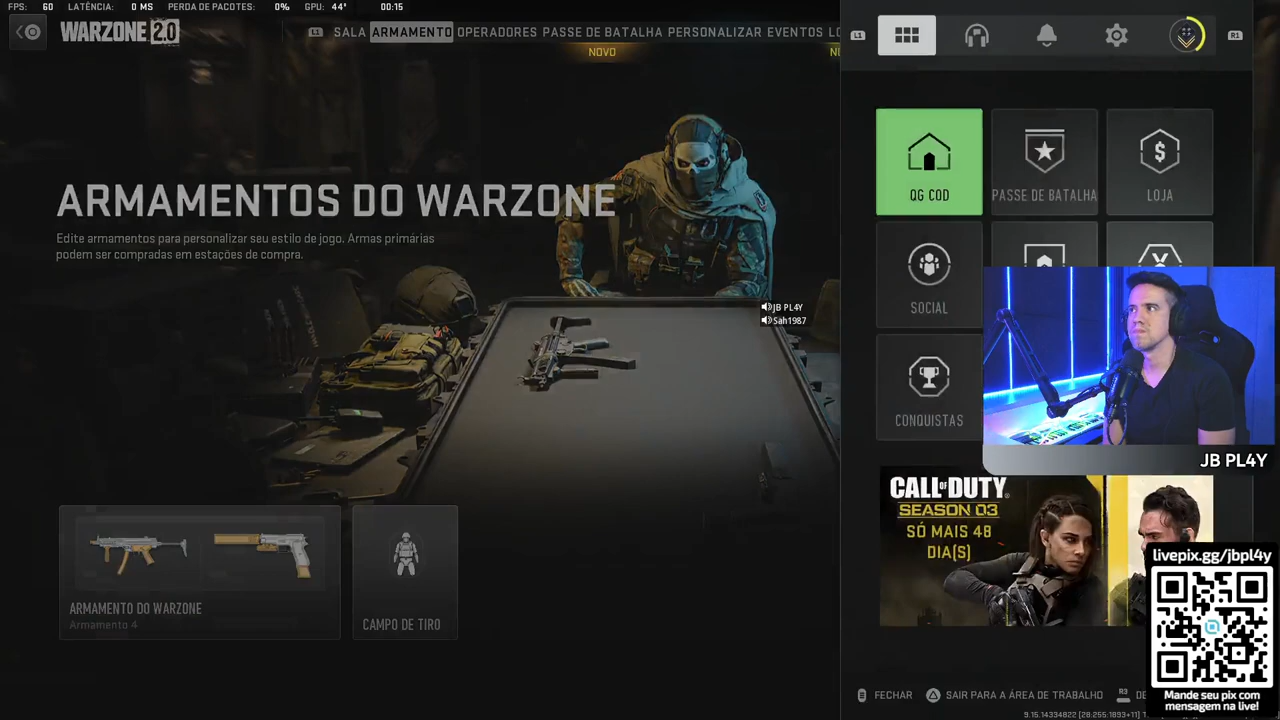 FPS: 60 LATÊNCIA: 0 MS PERDA DE PACOTES: 0% GPU: 44° 00:15
WARZONE 2.0
L1 SALA ARMAMENTO OPERADORES PASSE DE BATALHA PERSONALIZAR EVENTOS
NOVO
L1 R1
ARMAMENTOS DO WARZONE
Edite armamentos para personalizar seu estilo de jogo. Armas primárias
podem ser compradas em estações de compra.
QG COD
PASSE DE BATALHA
LOJA
SOCIAL
CONQUISTAS
JB PL4Y
Sah1987
JB PL4Y
CALL OF DUTY
SEASON 03
SÓ MAIS 48
DIA(S)
livepix.gg/jbpl4y
Mande seu pix com
mensagem na live!
ARMAMENTO DO WARZONE
Armamento 4
CAMPO DE TIRO
FECHAR SAIR PARA A ÁREA DE TRABALHO R3